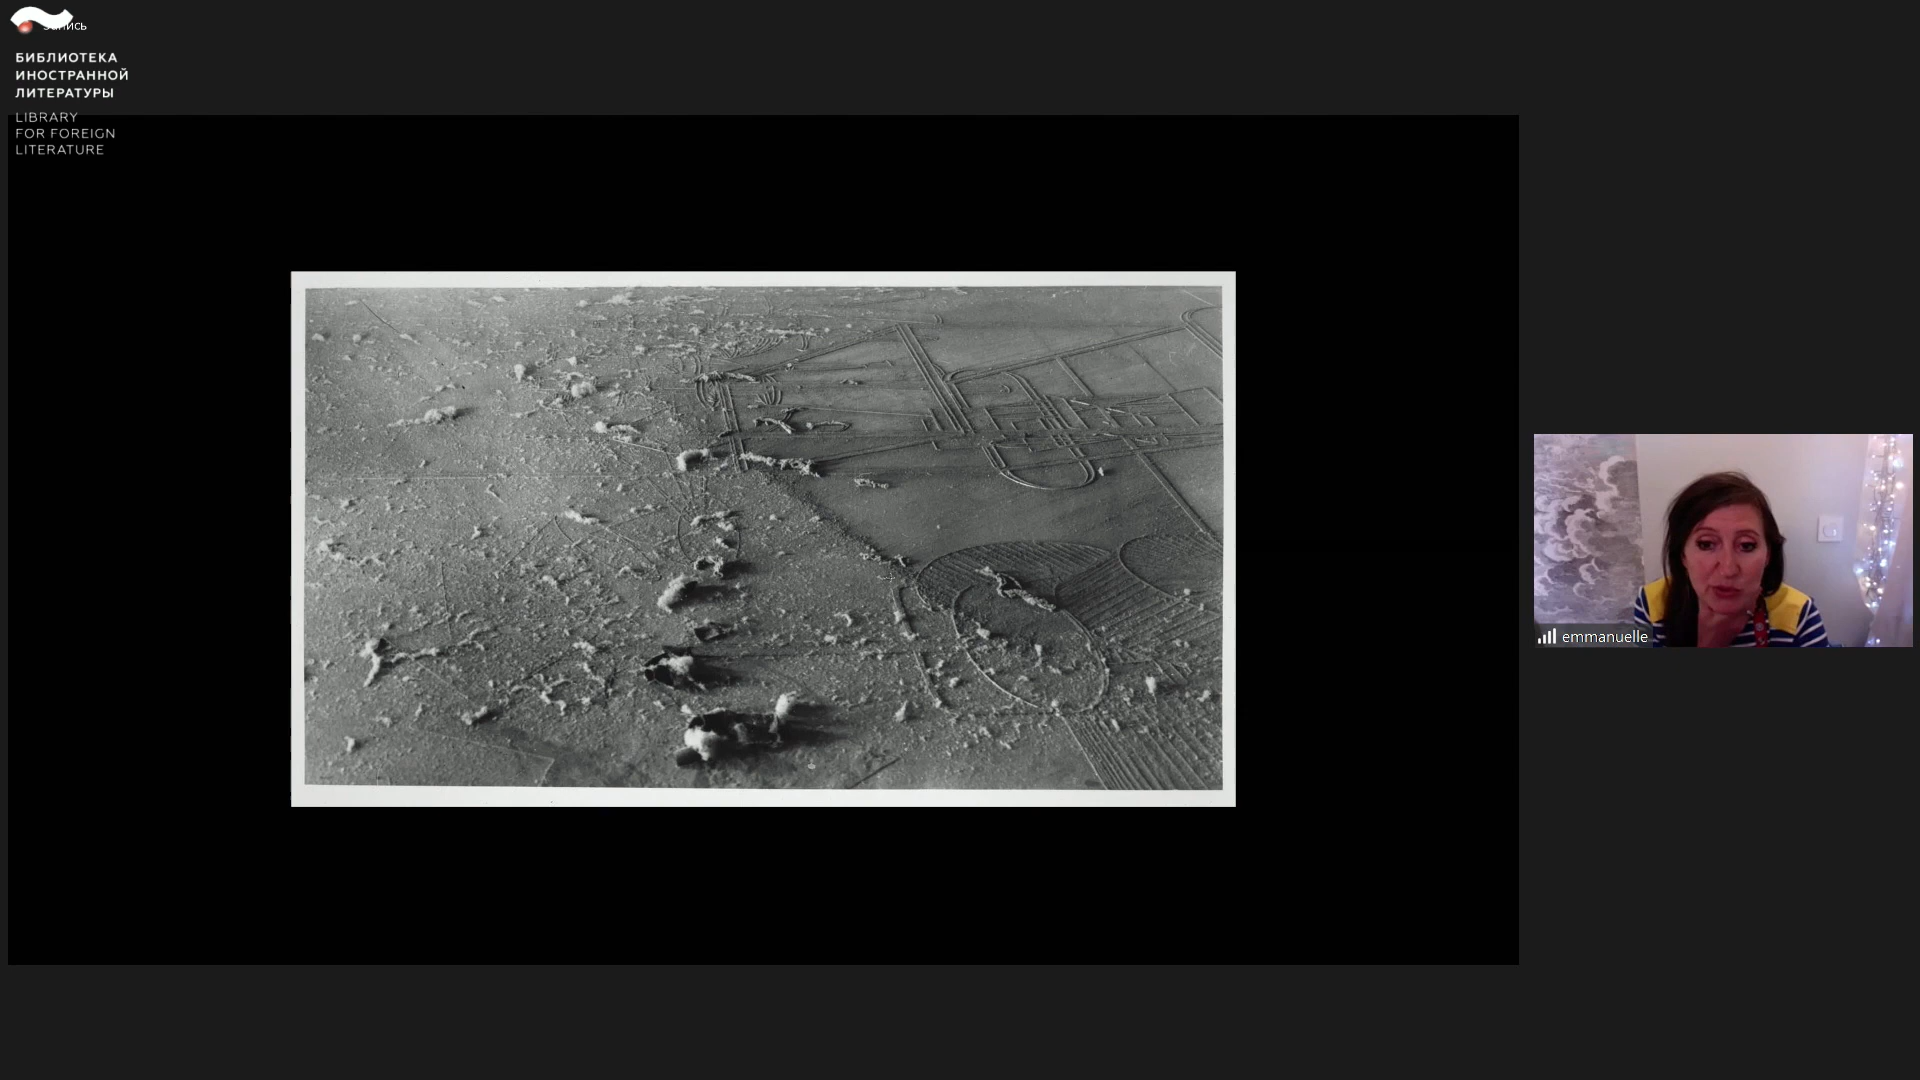 БИБЛИОТЕКА
ИНОСТРАННОЙ
ЛИТЕРАТУРЫ
LIBRARY
FOR FOREIGN
LITERATURE
emmanuelle